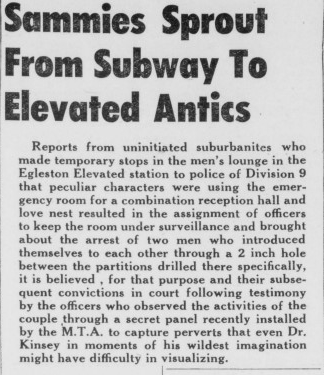 Sammies Sprout
From Subway To
Elevated Antics
Reports from uninitiated suburbanites who
made temporary stops in the men's lounge in the
Egleston Elevated station to police of Division 9
that peculiar characters were using the emer-
gency room for a combination reception hall and
love nest resulted in the assignment of officers
to keep the room under surveillance and brought
about the arrest of two men who introduced
themselves to each other through a 2 inch hole
between the partitions drilled there specifically,
it is believed , for that purpose and their subse-
quent convictions in court following testimony
by the officers who observed the activities of the
couple through a secret panel recently installed
by the M.T.A. to capture perverts that even Dr.
Kinsey in moments of his wildest imagination
might have difficulty in visualizing.